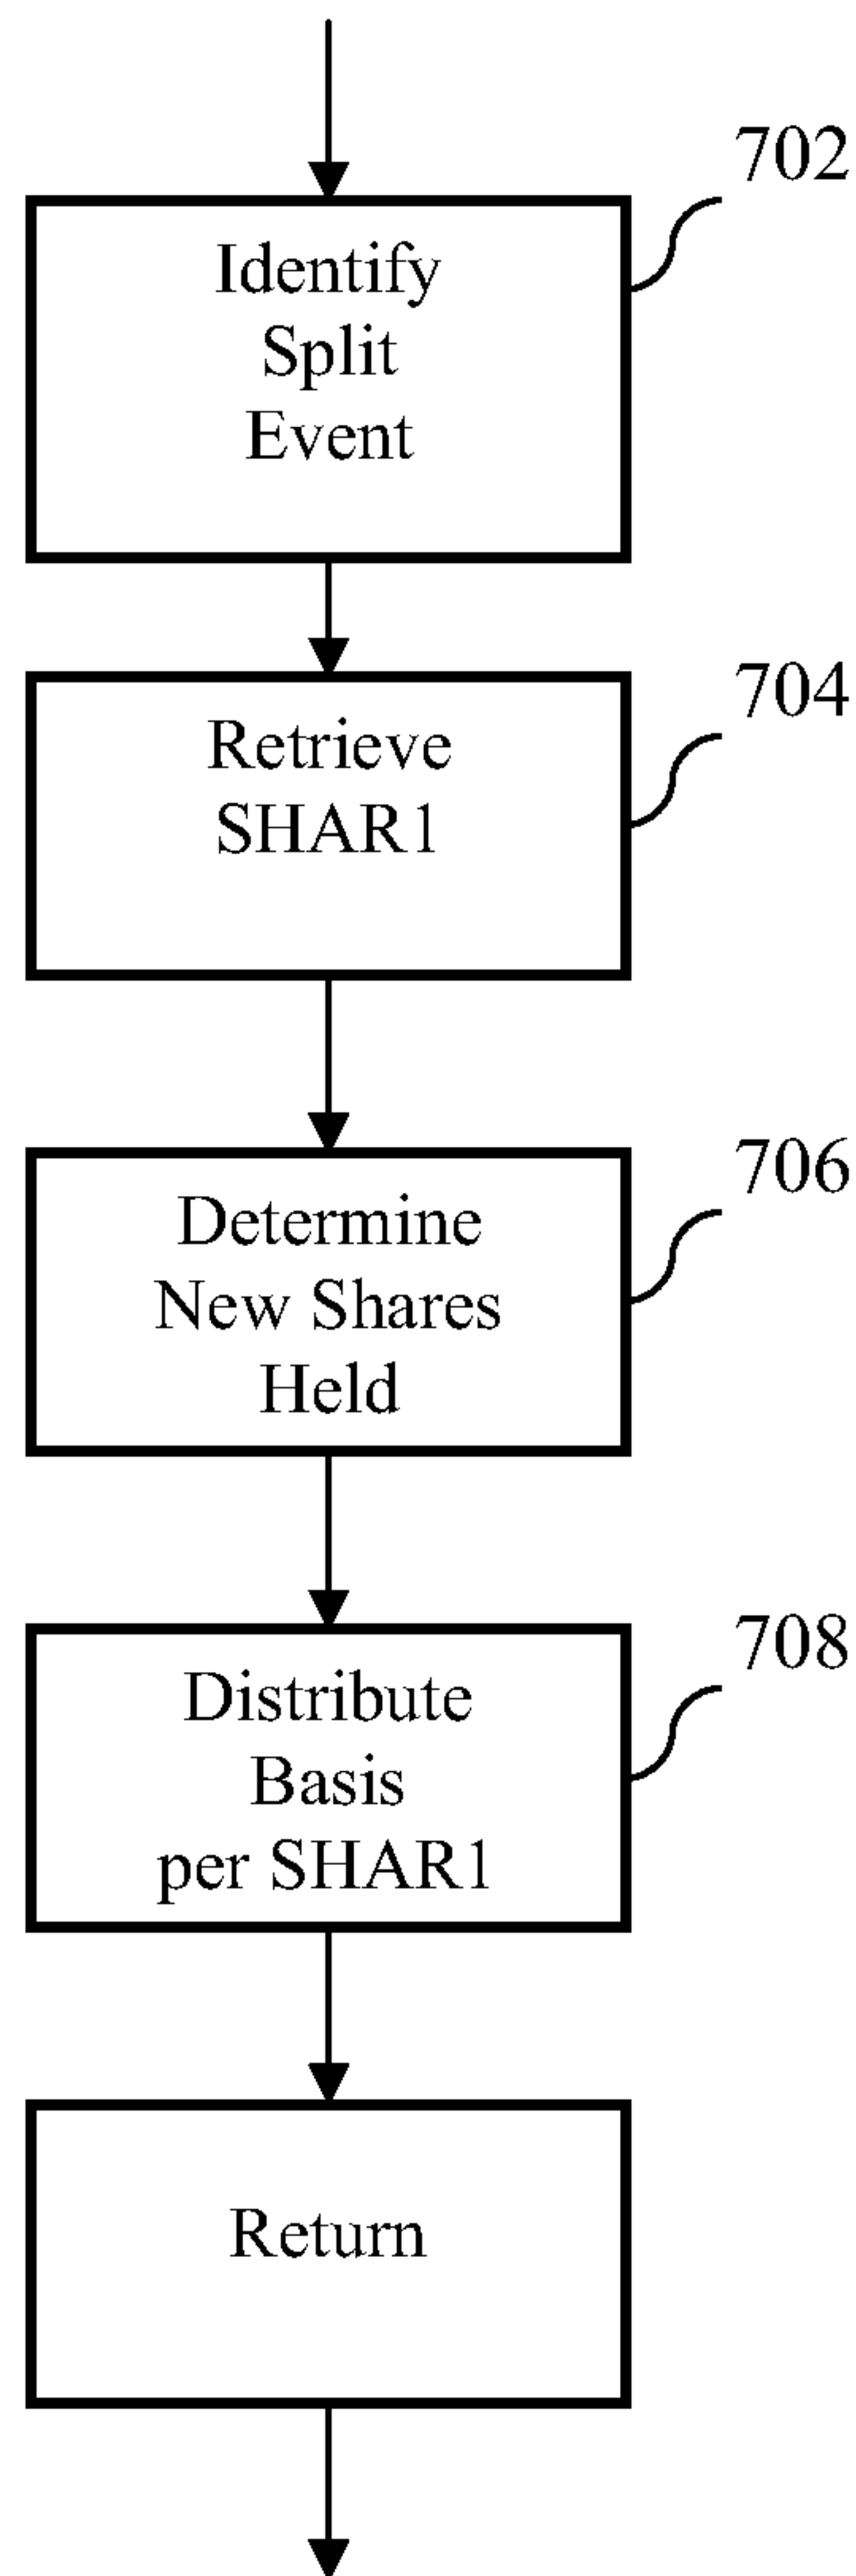 702
Identify
Split
Event
704
Retrieve
SHAR1
706
Determine
New Shares
Held
708
Distribute
Basis
per SHAR1
Return